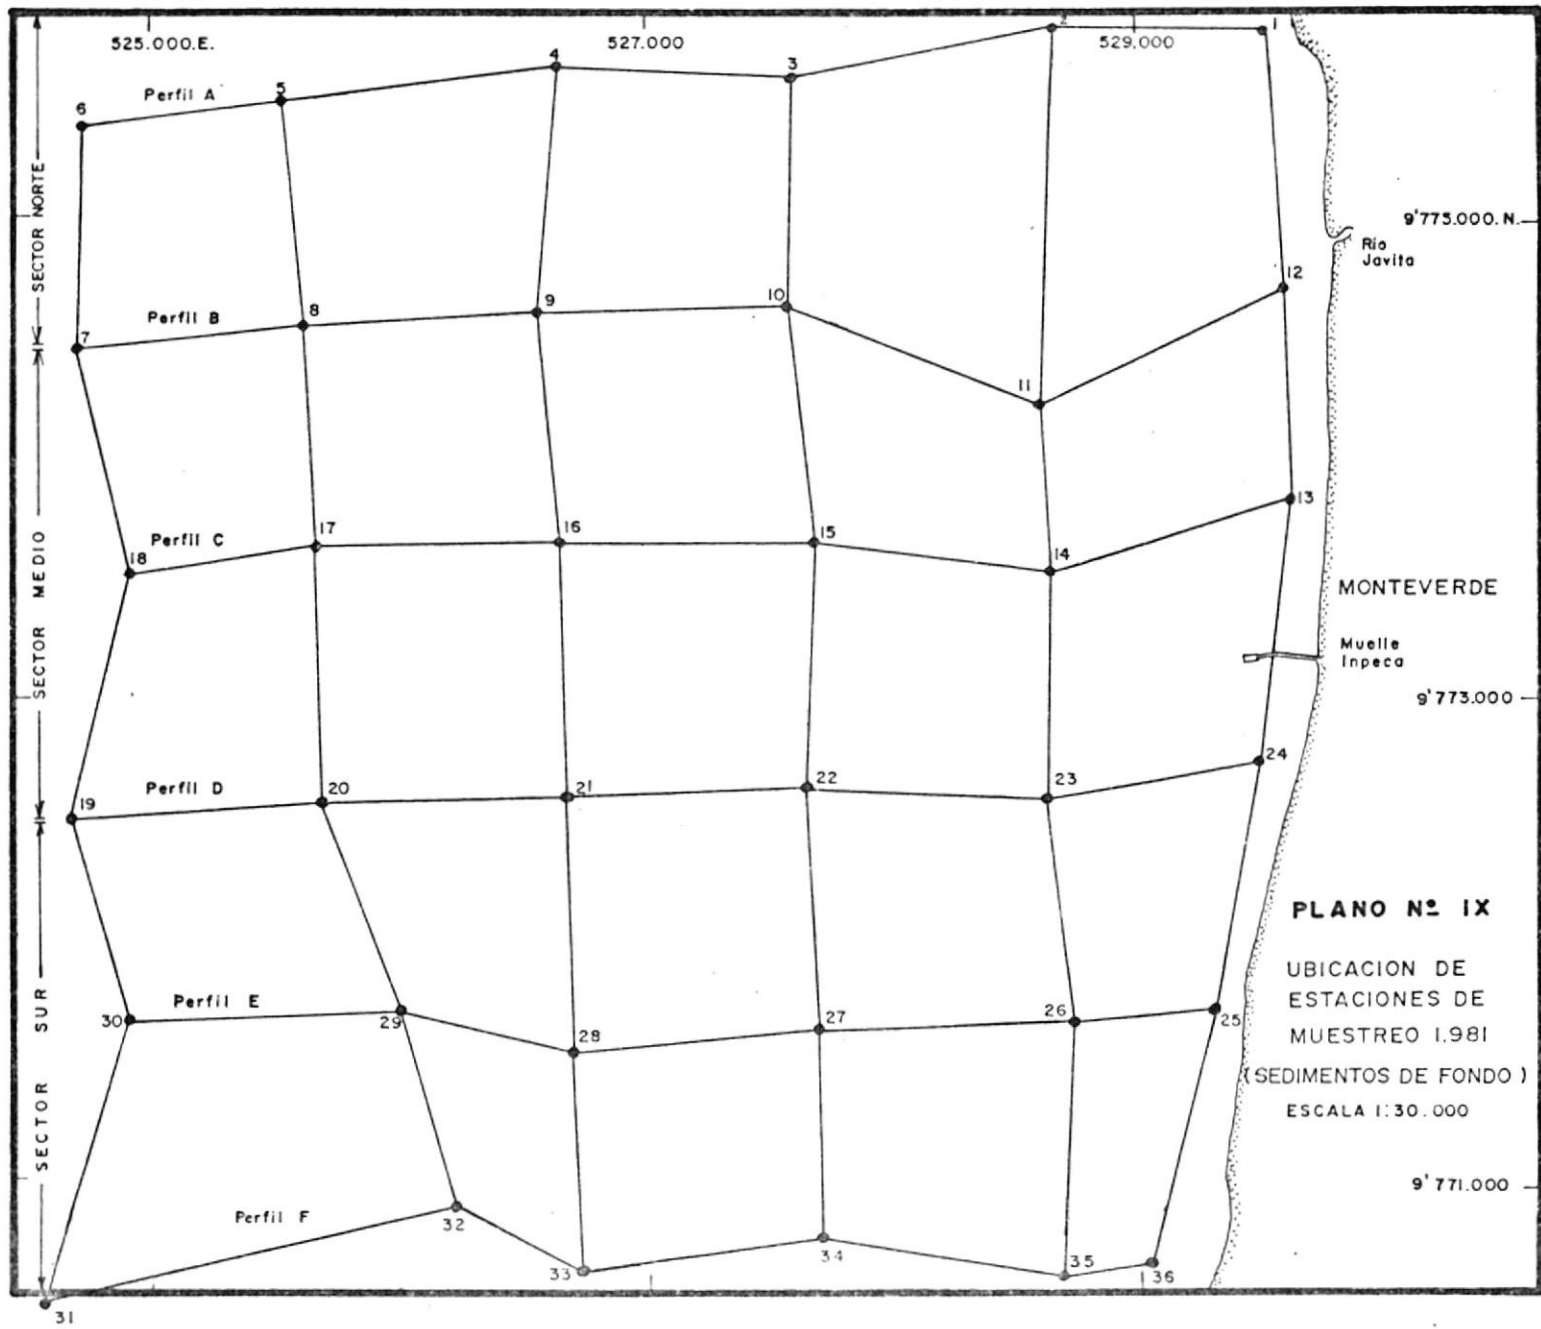 525.000.E.
527.000
529.000
2
1
4
3
Perfil A
5
6
SECTOR NORTE
9'775.000.N.
Río
Javita
12
10
9
8
Perfil B
7
11
13
17
16
15
Perfil C
18
14
SECTOR MEDIO
MONTEVERDE
Muelle
Inpeca
9'773.000
24
22
23
21
20
Perfil D
19
PLANO Nº IX
UBICACION DE
ESTACIONES DE
MUESTREO 1.981
(SEDIMENTOS DE FONDO)
ESCALA 1:30.000
Perfil E
30
29
28
27
26
25
SECTOR SUR
9'771.000
Perfil F
32
33
34
35
36
31